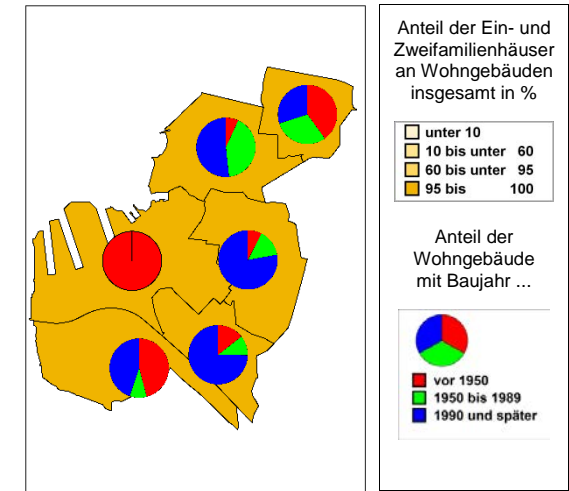 Anteil der Ein- und
Zweifamilienhäuser
an Wohngebäuden
insgesamt in %
unter 10
10 bis unter 60
60 bis unter 95
95 bis 100
Anteil der
Wohngebäude
mit Baujahr ...
vor 1950
1950 bis 1989
1990 und später